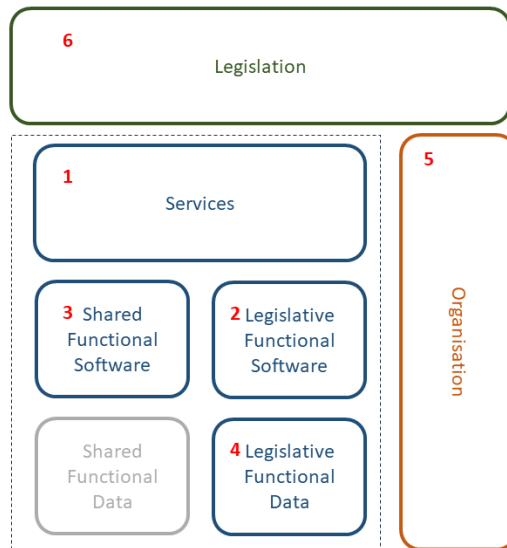 6
Legislation
1
Services
5
Organisation
3 Shared
Functional
Software
2 Legislative
Functional
Software
Shared
Functional
Data
4 Legislative
Functional
Data